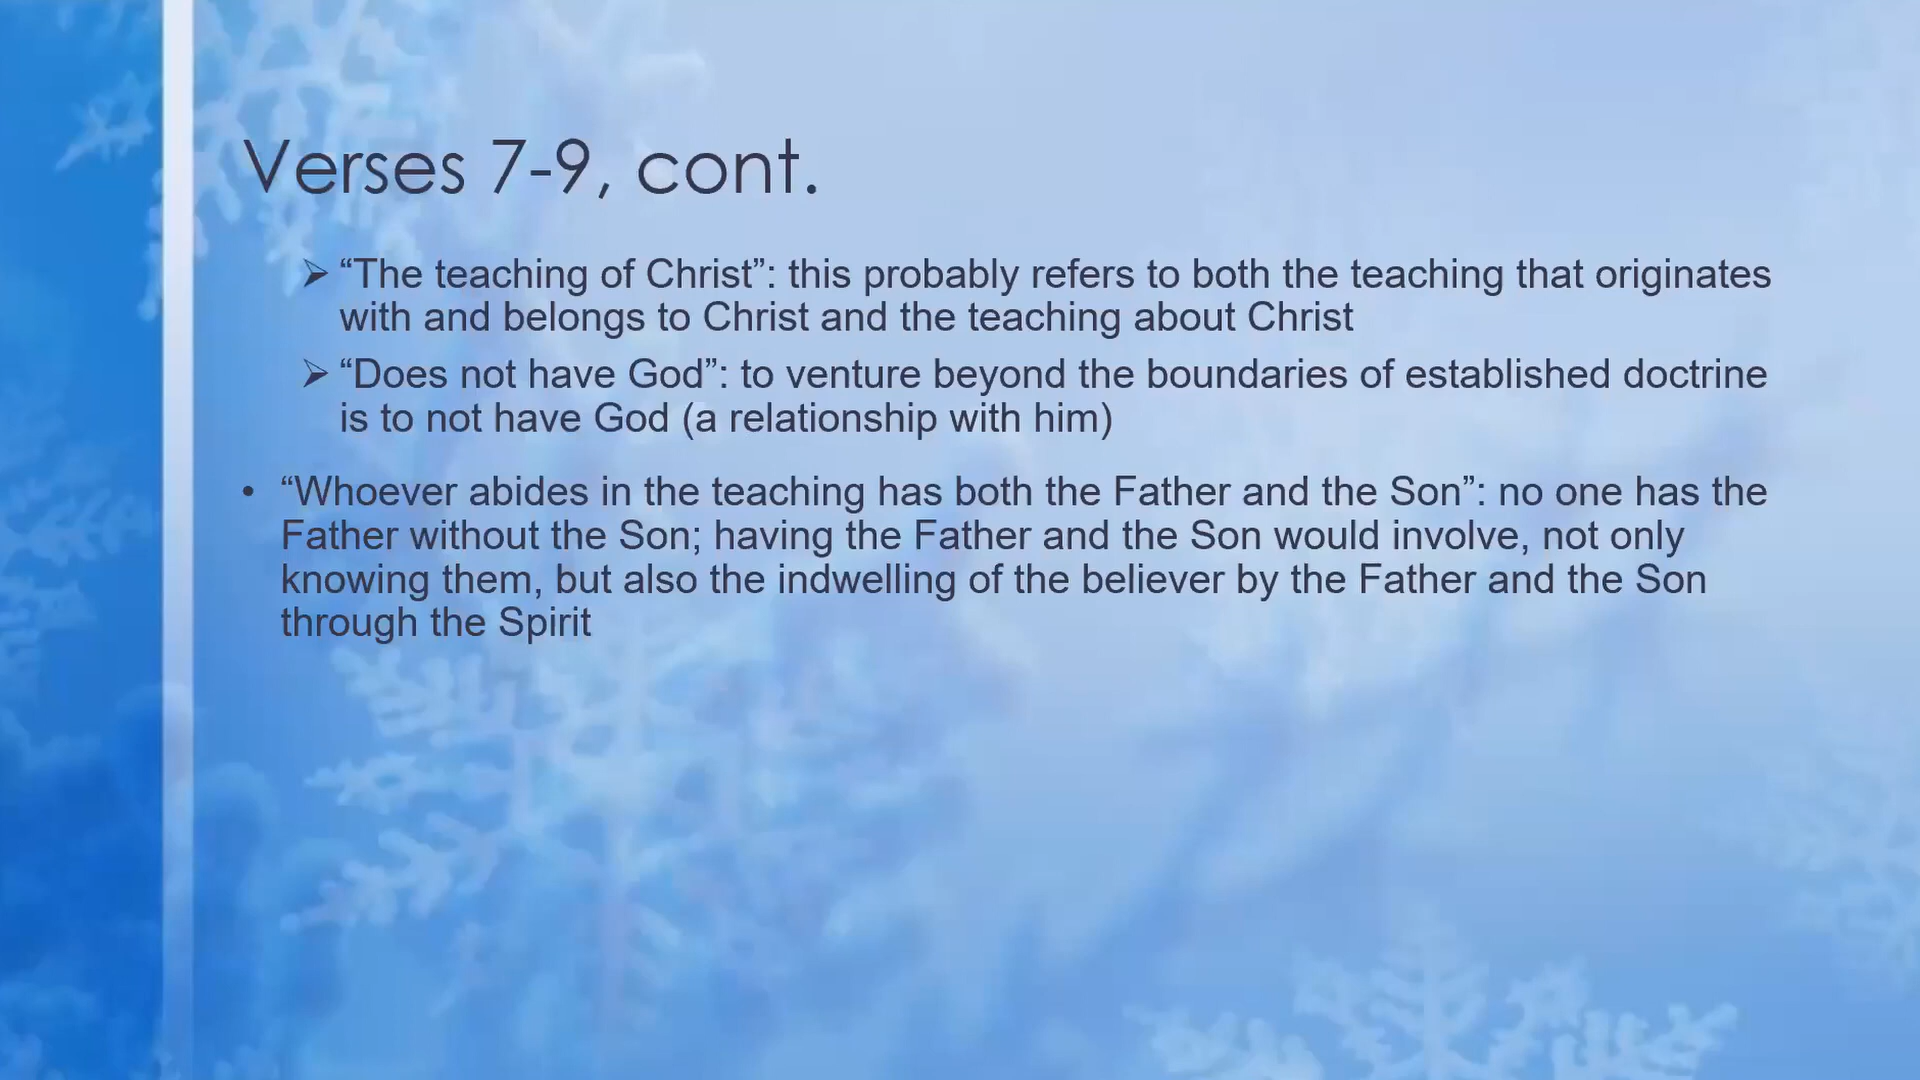 Verses 7-9, cont.
➢ “The teaching of Christ”: this probably refers to both the teaching that originates
with and belongs to Christ and the teaching about Christ
➢ “Does not have God”: to venture beyond the boundaries of established doctrine
is to not have God (a relationship with him)
• “Whoever abides in the teaching has both the Father and the Son”: no one has the
Father without the Son; having the Father and the Son would involve, not only
knowing them, but also the indwelling of the believer by the Father and the Son
through the Spirit